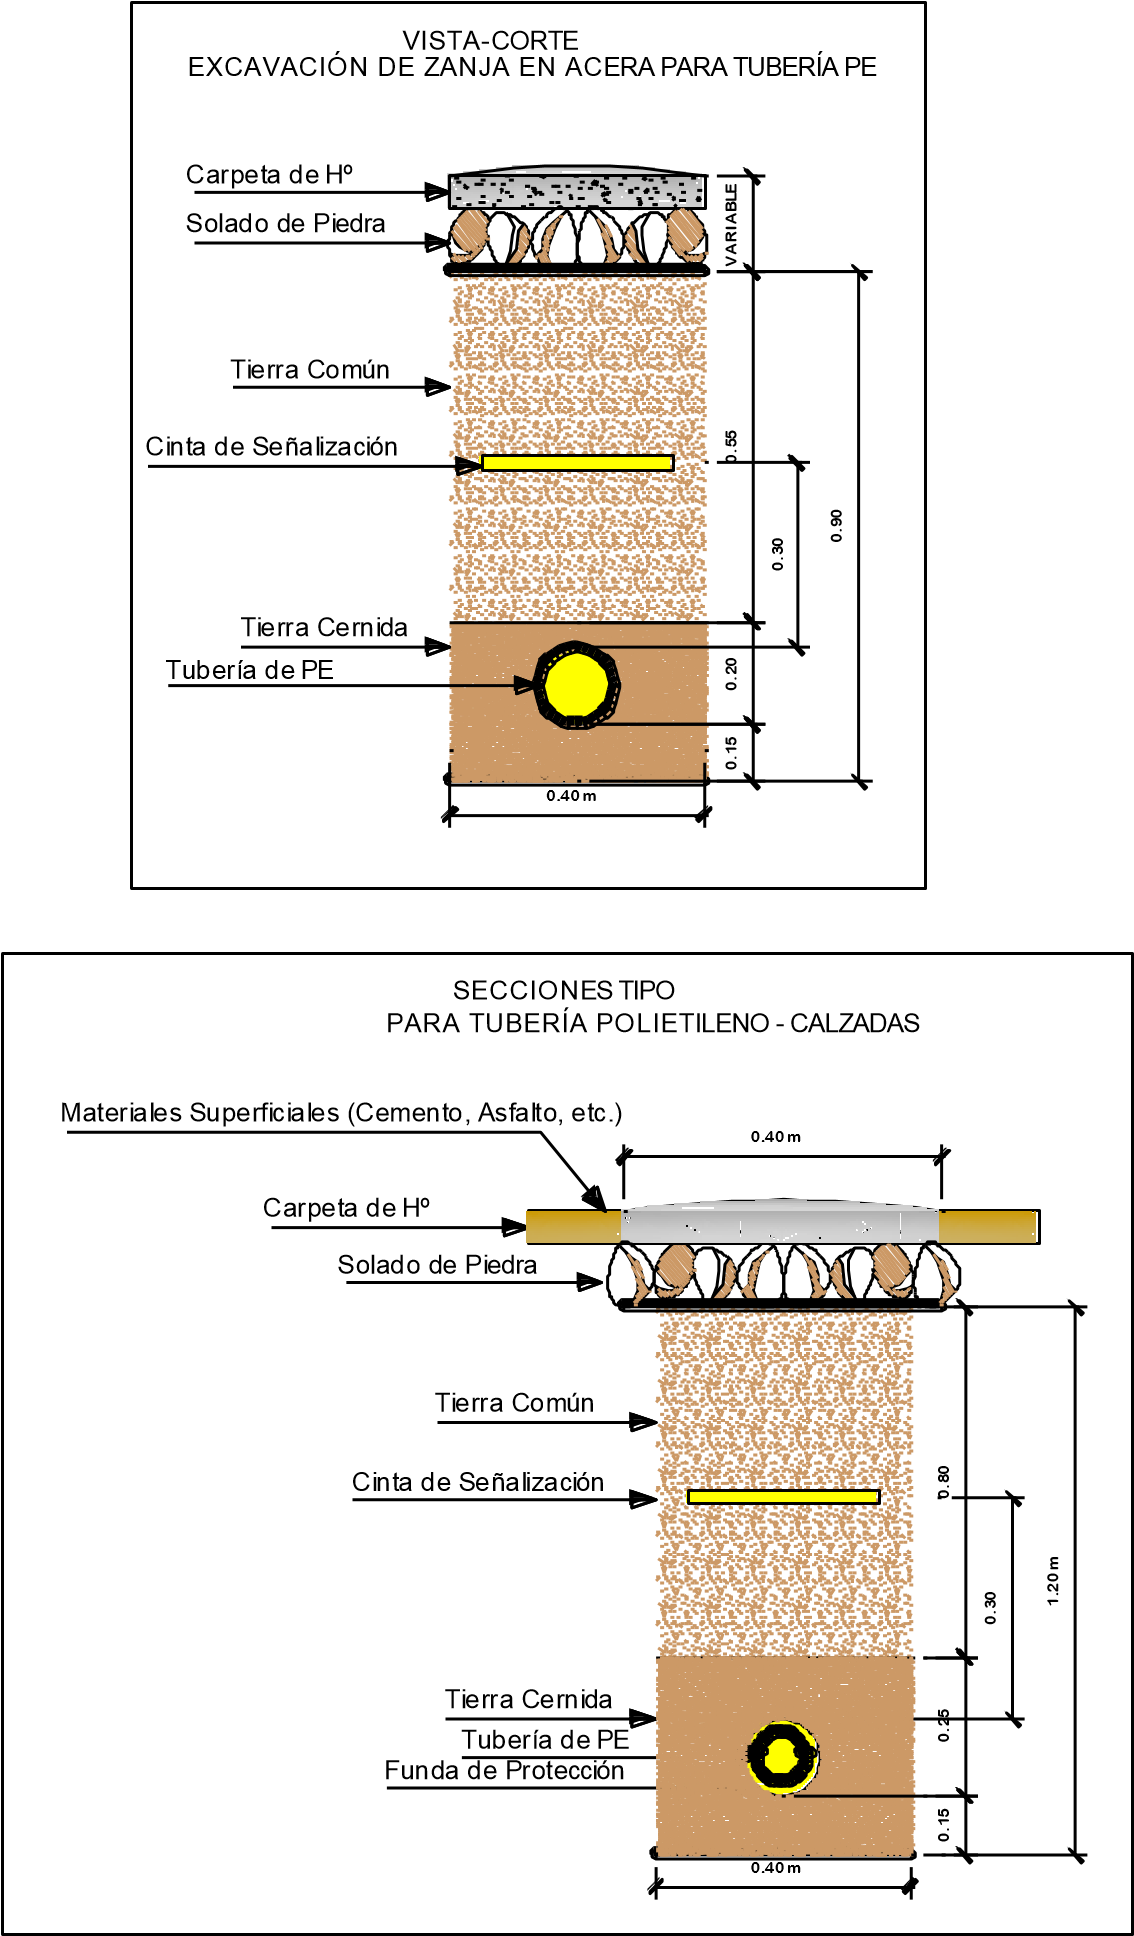 VISTA-CORTE
EXCAVACIÓN DE ZANJA EN ACERA PARA TUBERÍA PE
Carpeta de Hº
Solado de Piedra
VARIABLE
Tierra Común
Cinta de Señalización
0.55
0.90
0.30
Tierra Cernida
Tubería de PE
0.20
0.15
0.40 m
SECCIONES TIPO
PARA TUBERÍA POLIETILENO - CALZADAS
Materiales Superficiales (Cemento, Asfalto, etc.)
0.40 m
Carpeta de Hº
Solado de Piedra
Tierra Común
Cinta de Señalización
0.80
1.20 m
0.30
Tierra Cernida
0.25
Tubería de PE
Funda de Protección
0.15
0.40 m